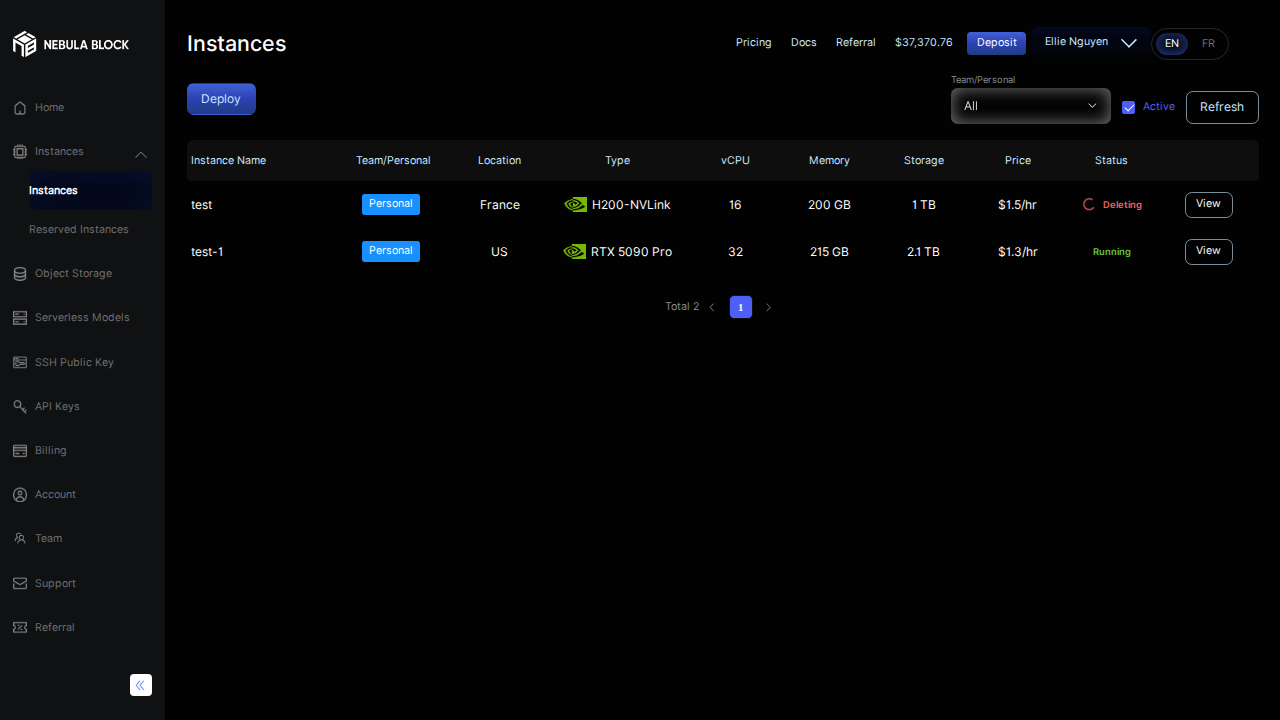 NEBULA BLOCK
Home
Instances
Instances
Reserved Instances
Object Storage
Serverless Models
SSH Public Key
API Keys
Billing
Account
Team
Support
Referral
Instances
Pricing Docs Referral $37,370.76 Deposit Ellie Nguyen EN FR
Deploy
Team/Personal
All
Active
Refresh
Instance Name Team/Personal Location Type vCPU Memory Storage Price Status
test Personal France H200-NVLink 16 200 GB 1 TB $1.5/hr Deleting View
test-1 Personal US RTX 5090 Pro 32 215 GB 2.1 TB $1.3/hr Running View
Total 2 1